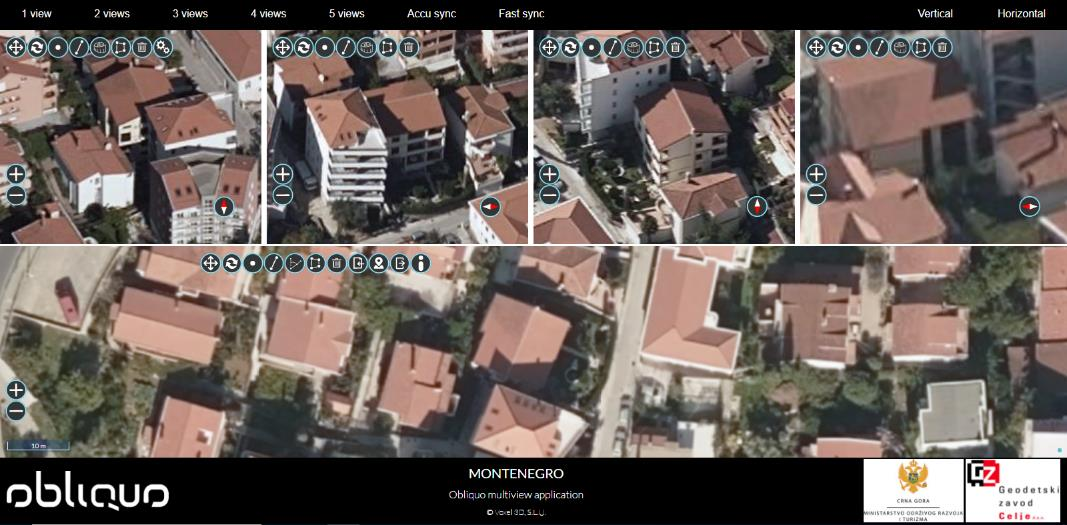 1 view 2 views 3 views 4 views 5 views Accu sync Fast sync Vertical Horizontal
10 m
obliquo
MONTENEGRO
Obliquo multiview application
© Voxel 3D, S.L.U.
CRNA GORA
MINISTARSTVO ODRŽIVOG RAZVOJA
I TURIZMA
GZ
Geodetski
zavod
Celje d.o.o.